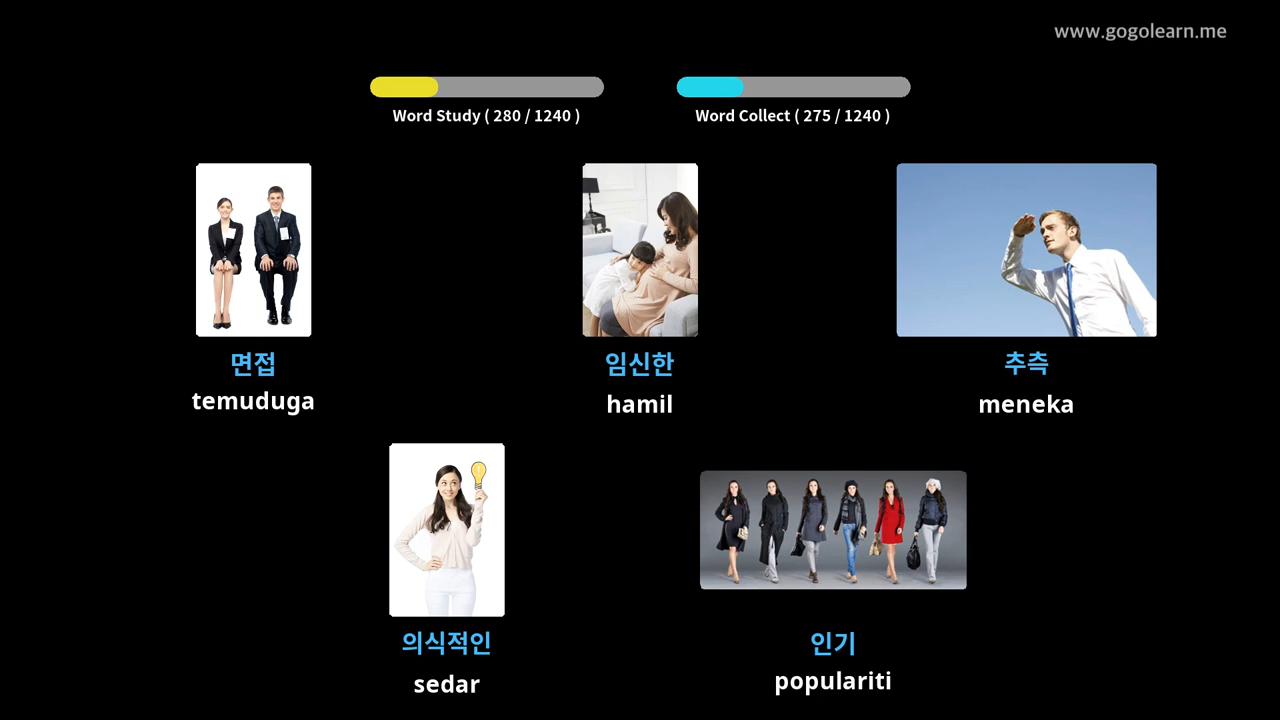 www.gogolearn.me
Word Study ( 280 / 1240 )
Word Collect ( 275 / 1240 )
면접
temuduga
임신한
hamil
추측
meneka
의식적인
sedar
인기
populariti